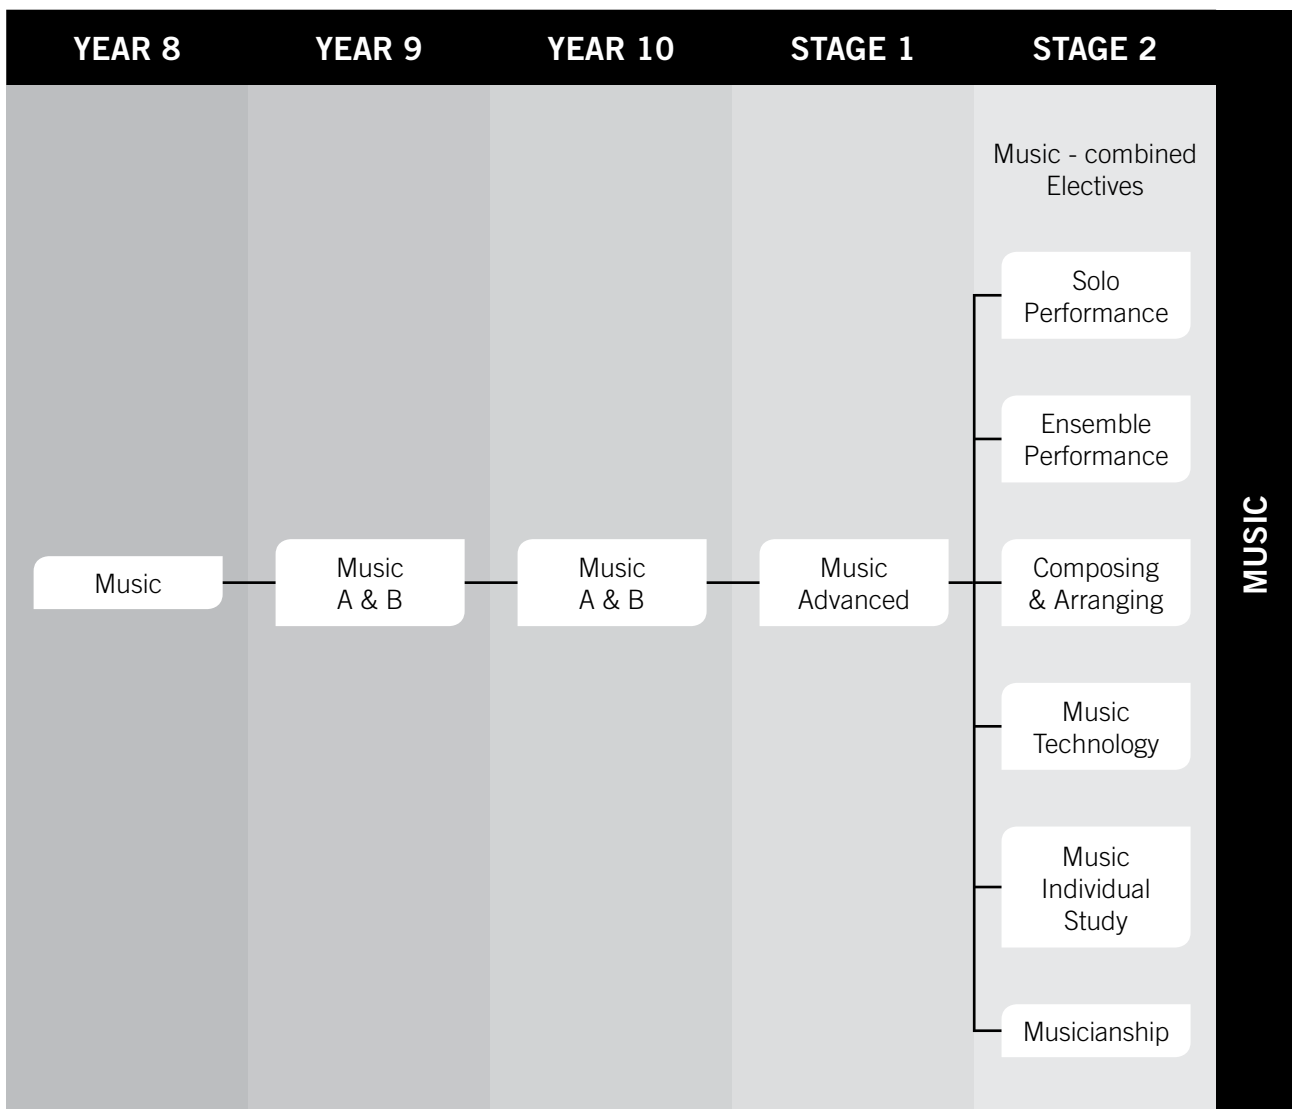 YEAR 8
YEAR 9
YEAR 10
STAGE 1
STAGE 2
Music - combined
Electives
Solo
Performance
Ensemble
Performance
Music
Music
A & B
Music
A & B
Music
Advanced
Composing
& Arranging
Music
Technology
Music
Individual
Study
Musicianship
MUSIC